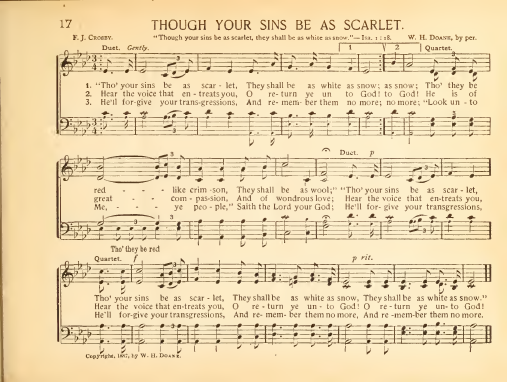 17 THOUGH YOUR SINS BE AS SCARLET.
F. J. CROSBY. "Though your sins be as scarlet, they shall be as white as snow."—ISA. 1 : 18. W. H. DOANE, by per.
Duet. Gently. 1 2 Quartet.
1. "Tho' your sins be as scar - let, They shall be as white as snow; as snow; Tho' they be
2. Hear the voice that en - treats you, O re - turn ye un to God! to God! He is of
3. He'll for - give your transgressions, And re - mem - ber them no more; no more; "Look un - to
Duet. p
red - - - like crim - son, They shall be as wool;" "Tho' your sins be as scar - let,
great - - - com - passion, And of wondrous love; Hear the voice that en-treats you,
Me, - - - ye peo - ple," Saith the Lord your God; He'll for - give your transgressions,
Tho' they be red
Quartet. f p rit.
Tho' your sins be as scar - let, They shall be as white as snow, They shall be as white as snow."
Hear the voice that en-treats you, O re - turn ye un - to God! O re - turn ye un - to God!
He'll for-give your transgressions, And re - mem - ber them no more, And re - mem-ber them no more.
Copyright, 1887, by W. H. DOANE.